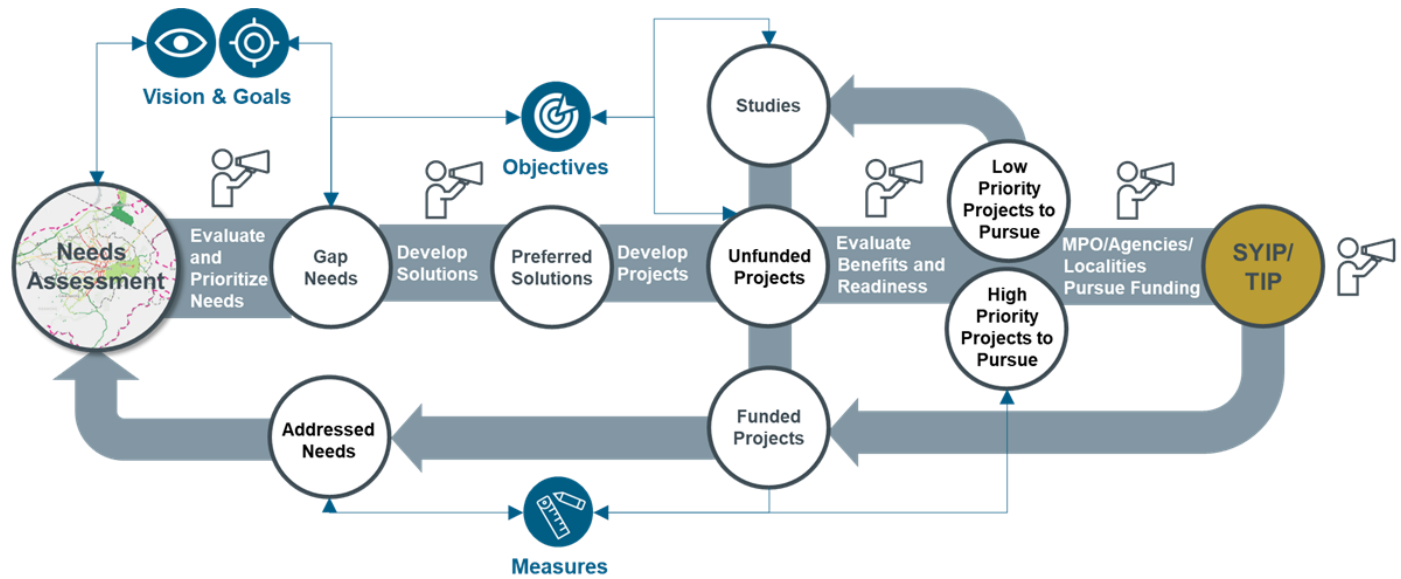 Vision & Goals
Objectives
Studies
Low
Priority
Projects to
Pursue
Needs
Assessment
Evaluate
and
Prioritize
Needs
Gap
Needs
Develop
Solutions
Preferred
Solutions
Develop
Projects
Unfunded
Projects
Evaluate
Benefits and
Readiness
MPO/Agencies/
Localities
Pursue Funding
SYIP/
TIP
High
Priority
Projects to
Pursue
Addressed
Needs
Funded
Projects
Measures